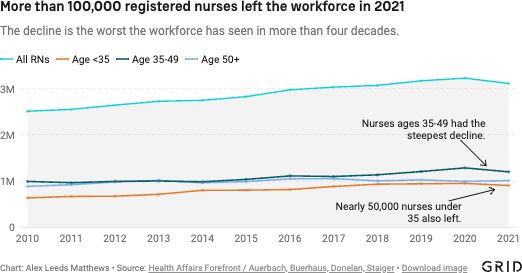 More than 100,000 registered nurses left the workforce in 2021
The decline is the worst the workforce has seen in more than four decades.
All RNs Age <35 Age 35-49 Age 50+
3M
Nurses ages 35-49 had the
steepest decline.
2M
1M
Nearly 50,000 nurses under
35 also left.
0
2010 2011 2012 2013 2014 2015 2016 2017 2018 2019 2020 2021
Chart: Alex Leeds Matthews • Source: Health Affairs Forefront / Auerbach, Buerhaus, Donelan, Staiger • Download image
GRID